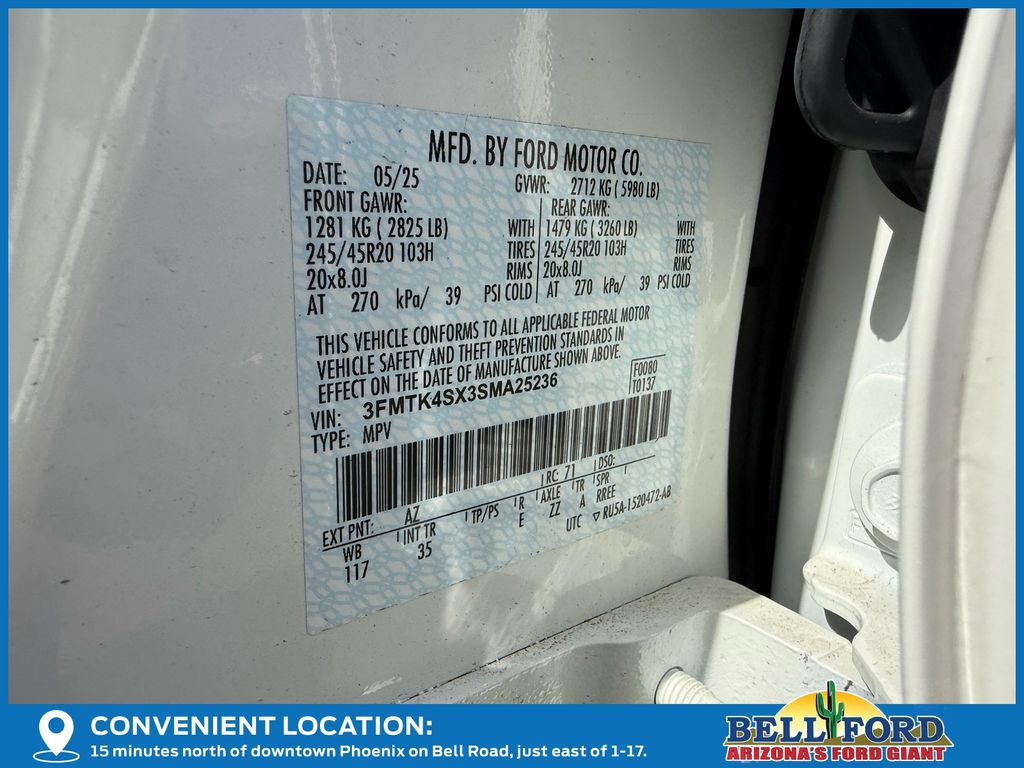 MFD. BY FORD MOTOR CO.
DATE: 05/25 GVWR: 2712 KG ( 5980 LB)
FRONT GAWR: REAR GAWR:
1281 KG ( 2825 LB) WITH 1479 KG ( 3260 LB) WITH
245/45R20 103H TIRES 245/45R20 103H TIRES
20x8.0J RIMS 20x8.0J RIMS
AT 270 kPa/ 39 PSI COLD AT 270 kPa/ 39 PSI COLD
THIS VEHICLE CONFORMS TO ALL APPLICABLE FEDERAL MOTOR
VEHICLE SAFETY AND THEFT PREVENTION STANDARDS IN
EFFECT ON THE DATE OF MANUFACTURE SHOWN ABOVE.
VIN: 3FMTK4SX3SMA25236 F0080
TYPE: MPV T0137
EXT PNT: AZ RC: 71 DSO:
WB INT TR TP/PS R AXLE TR SPR
117 35 E ZZ A RREE
UTC ▽ RU5A-1520472-AB
CONVENIENT LOCATION:
15 minutes north of downtown Phoenix on Bell Road, just east of 1-17.
BELL FORD
ARIZONA'S FORD GIANT